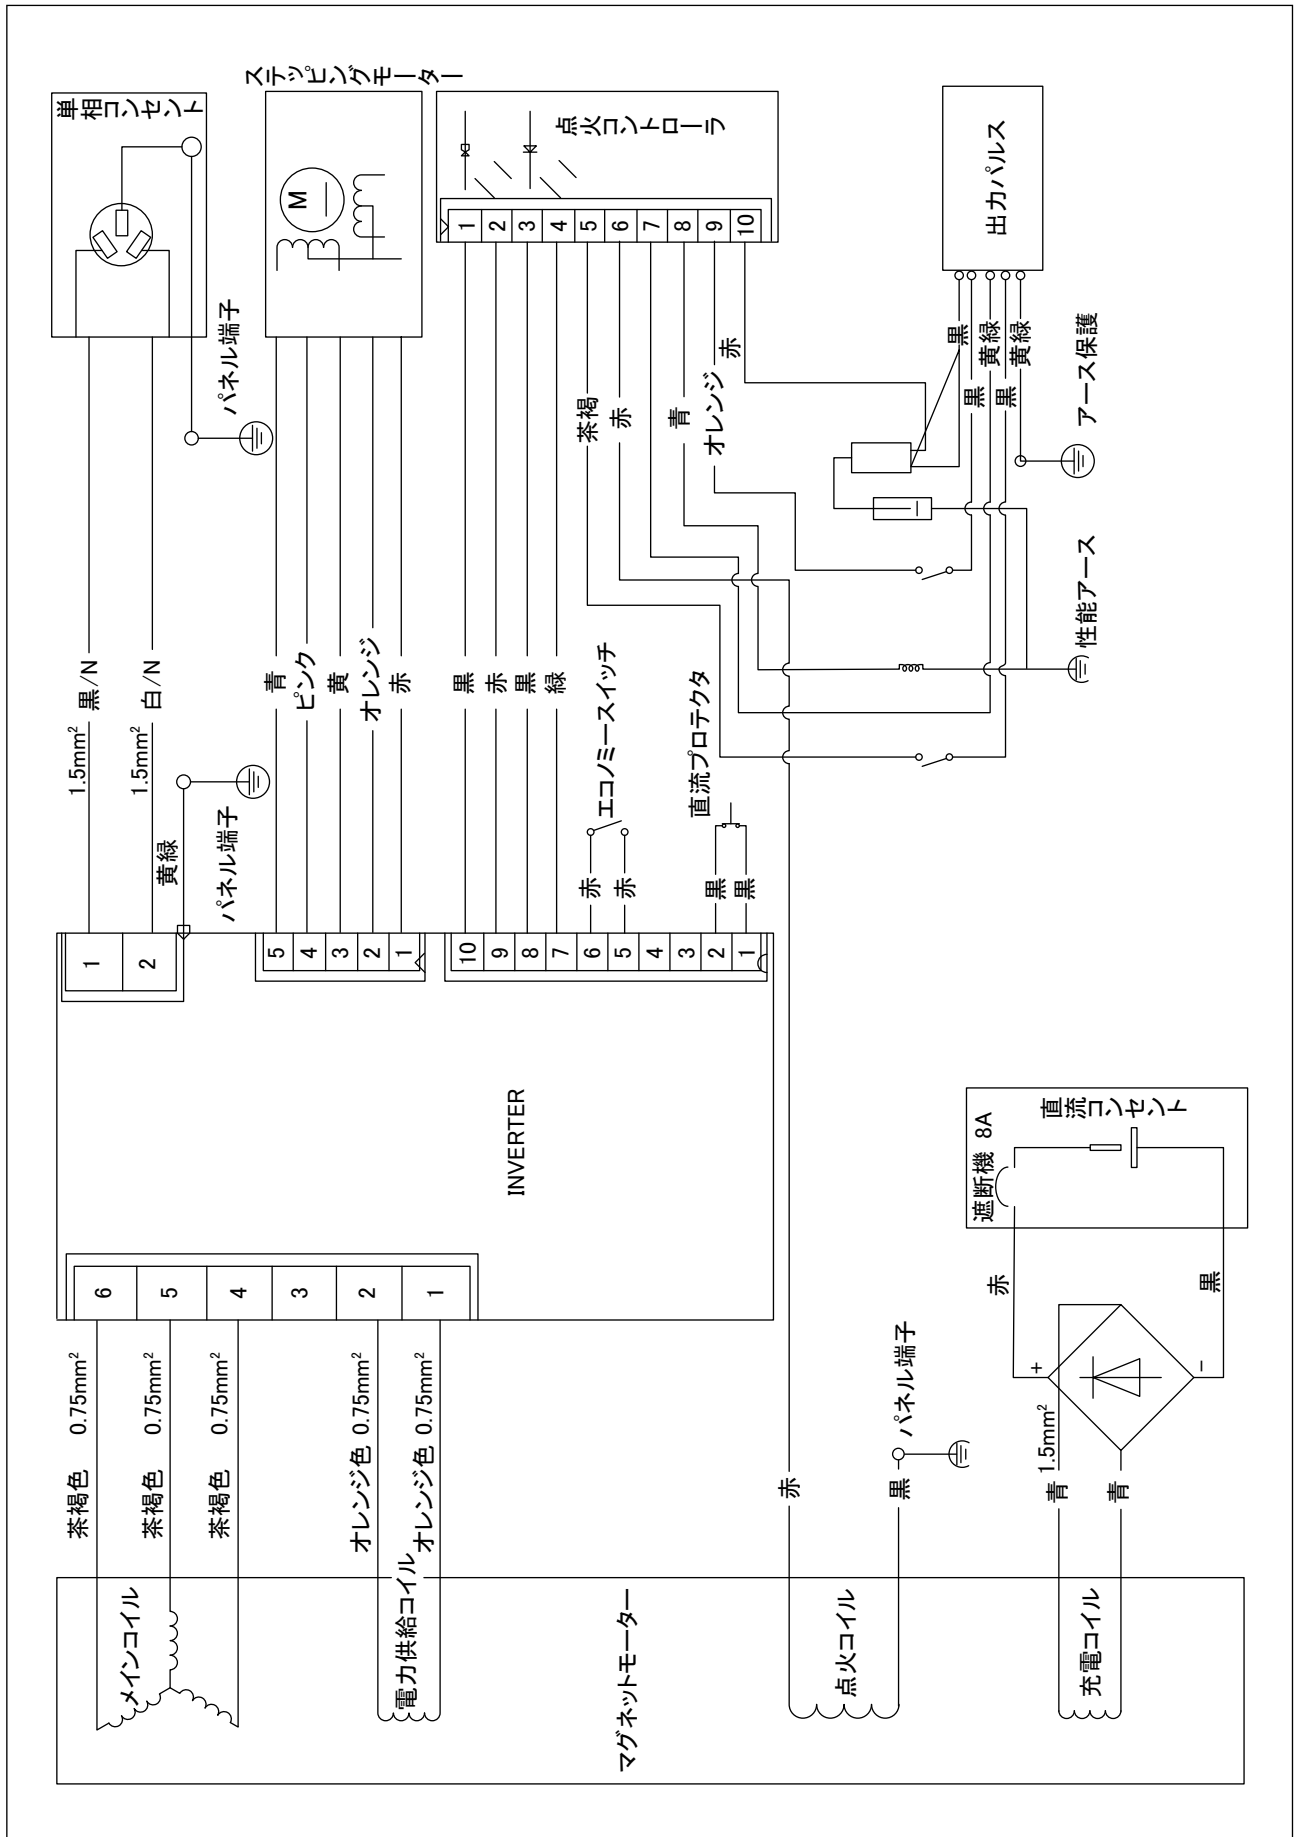 単相コンセント
パネル端子
1.5mm² 黒/N
1.5mm² 白/N
黄緑
パネル端子
ステッピングモーター
M
青
ピンク
黄
オレンジ
赤
点火コントローラ
1
2
3
4
5
6
7
8
9
10
黒
赤
黒
緑
茶褐
赤
青
オレンジ
赤
エコノミースイッチ
赤
赤
直流プロテクタ
黒
黒
出力パルス
黒
黒
黄緑
黒
黄緑
アース保護
性能アース
1
2
5
4
3
2
1
10
9
8
7
6
5
4
3
2
1
INVERTER
6
5
4
3
2
1
茶褐色 0.75mm²
茶褐色 0.75mm²
茶褐色 0.75mm²
オレンジ色 0.75mm²
オレンジ色 0.75mm²
メインコイル
電力供給コイル
マグネットモーター
点火コイル
充電コイル
赤
黒
パネル端子
青 1.5mm²
青
+
-
赤
黒
遮断機 8A
直流コンセント